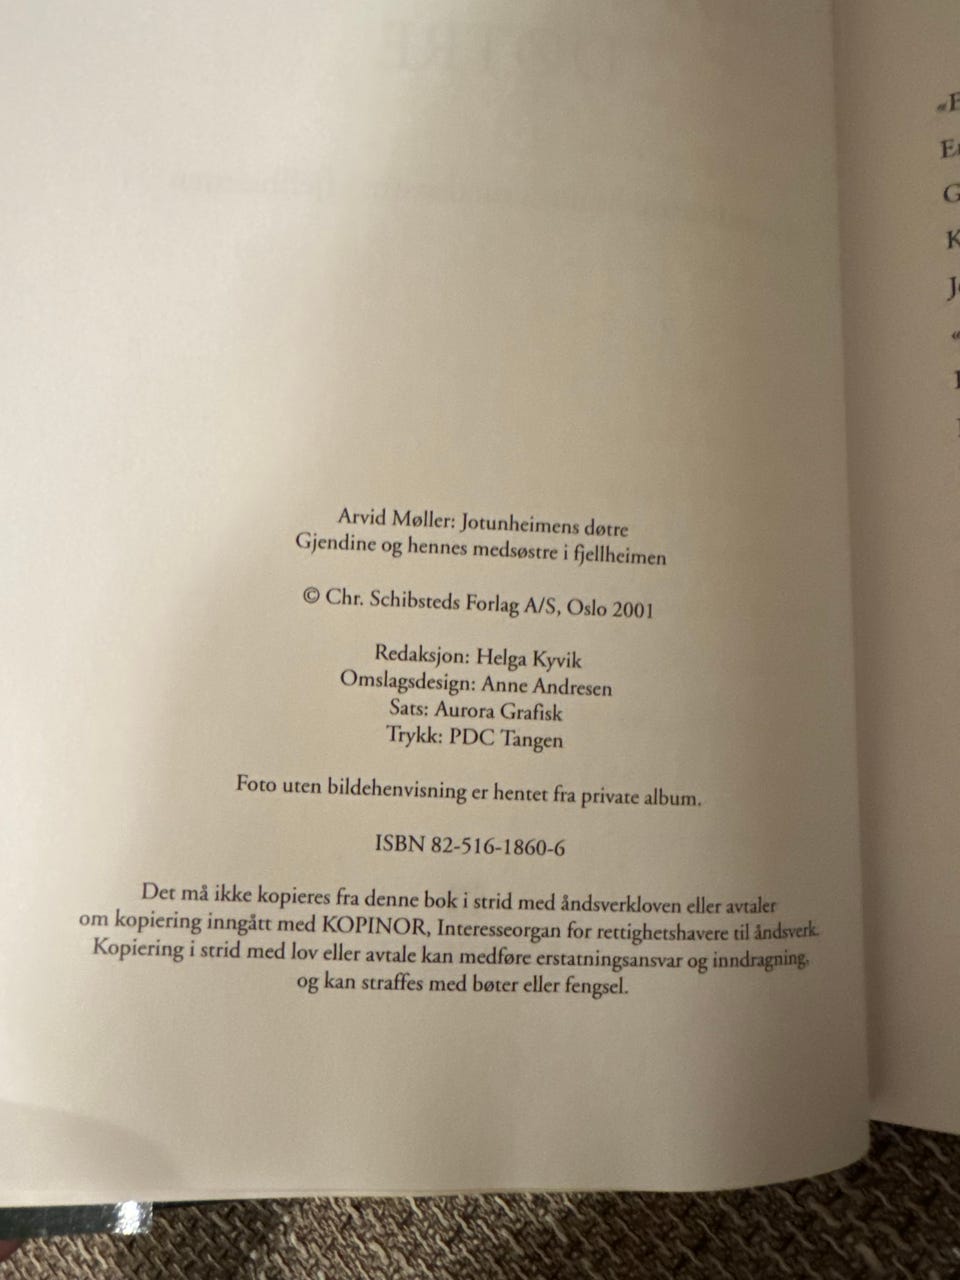 Arvid Møller: Jotunheimens døtre
Gjendine og hennes medsøstre i fjellheimen
© Chr. Schibsteds Forlag A/S, Oslo 2001
Redaksjon: Helga Kyvik
Omslagsdesign: Anne Andresen
Sats: Aurora Grafisk
Trykk: PDC Tangen
Foto uten bildehenvisning er hentet fra private album.
ISBN 82-516-1860-6
Det må ikke kopieres fra denne bok i strid med åndsverkloven eller avtaler
om kopiering inngått med KOPINOR, Interesseorgan for rettighetshavere til åndsverk.
Kopiering i strid med lov eller avtale kan medføre erstatningsansvar og inndragning,
og kan straffes med bøter eller fengsel.